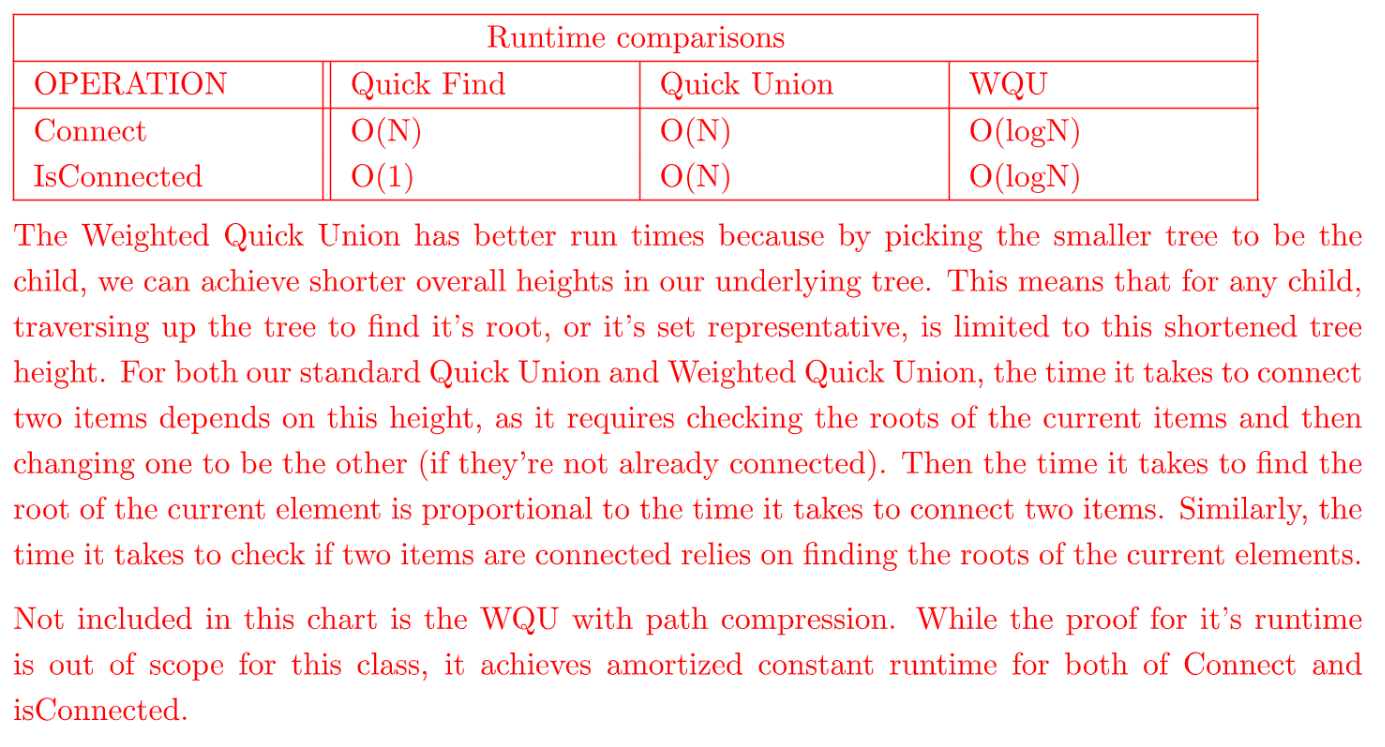 Runtime comparisons
OPERATION Quick Find Quick Union WQU
Connect O(N) O(N) O(logN)
IsConnected O(1) O(N) O(logN)
The Weighted Quick Union has better run times because by picking the smaller tree to be the
child, we can achieve shorter overall heights in our underlying tree. This means that for any child,
traversing up the tree to find it's root, or it's set representative, is limited to this shortened tree
height. For both our standard Quick Union and Weighted Quick Union, the time it takes to connect
two items depends on this height, as it requires checking the roots of the current items and then
changing one to be the other (if they're not already connected). Then the time it takes to find the
root of the current element is proportional to the time it takes to connect two items. Similarly, the
time it takes to check if two items are connected relies on finding the roots of the current elements.
Not included in this chart is the WQU with path compression. While the proof for it's runtime
is out of scope for this class, it achieves amortized constant runtime for both of Connect and
isConnected.